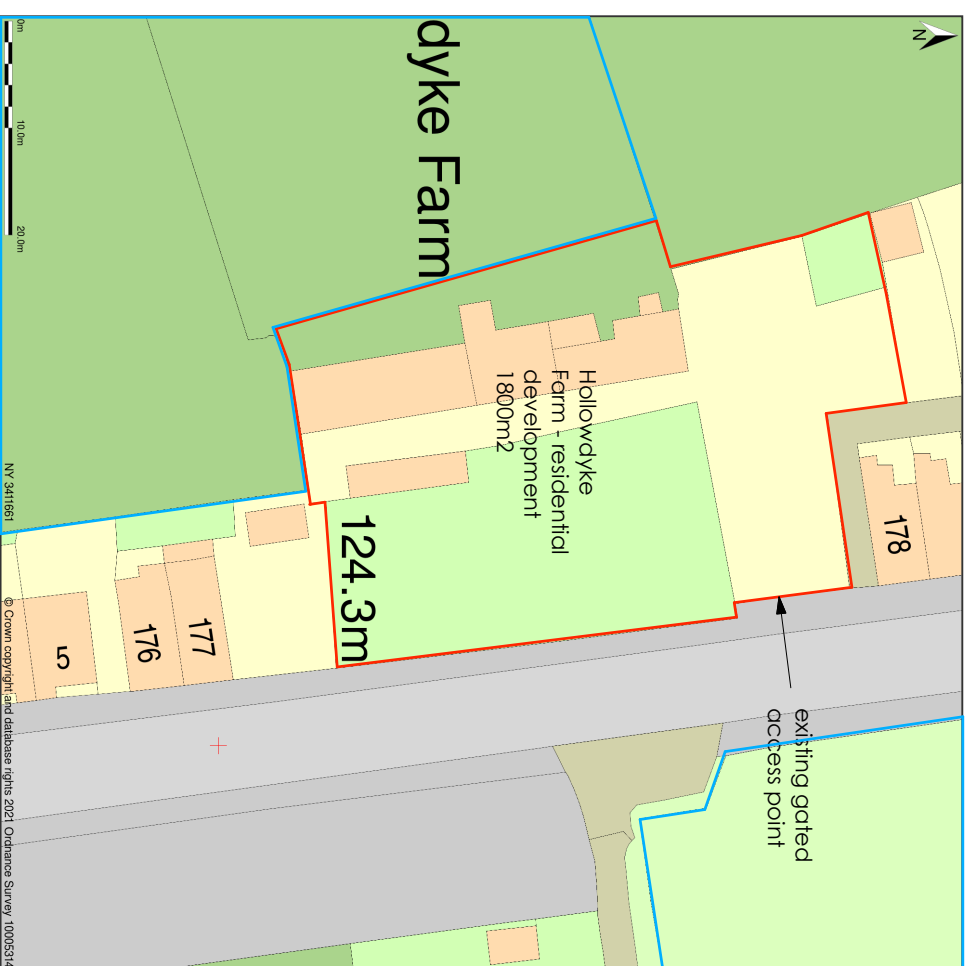 N
0m
10.0m
20.0m
dyke Farm
Hollowdyke
Farm - residential
development
1800m2
124.3m
178
177
176
5
existing gated
access point
NY 3411661
© Crown copyright and database rights 2021 Ordnance Survey 10005314